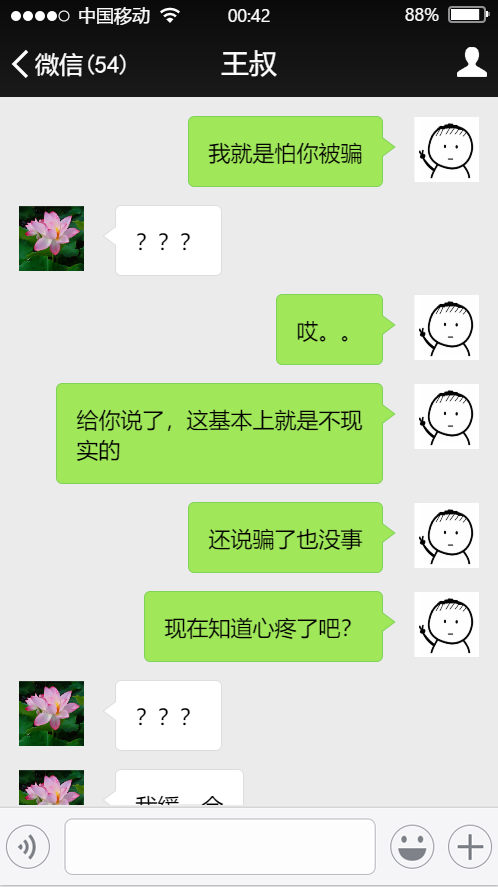 中国移动 00:42 88%
微信(54) 王叔
我就是怕你被骗
？？？
哎。。
给你说了，这基本上就是不现
实的
还说骗了也没事
现在知道心疼了吧？
？？？
我缓一会